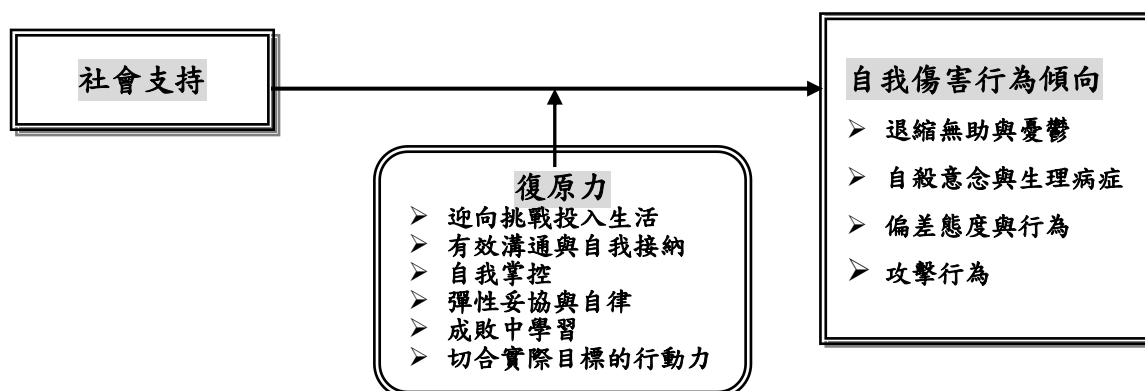 社會支持
復原力
➢ 迎向挑戰投入生活
➢ 有效溝通與自我接納
➢ 自我掌控
➢ 彈性妥協與自律
➢ 成敗中學習
➢ 切合實際目標的行動力
自我傷害行為傾向
➢ 退縮無助與憂鬱
➢ 自殺意念與生理病症
➢ 偏差態度與行為
➢ 攻擊行為